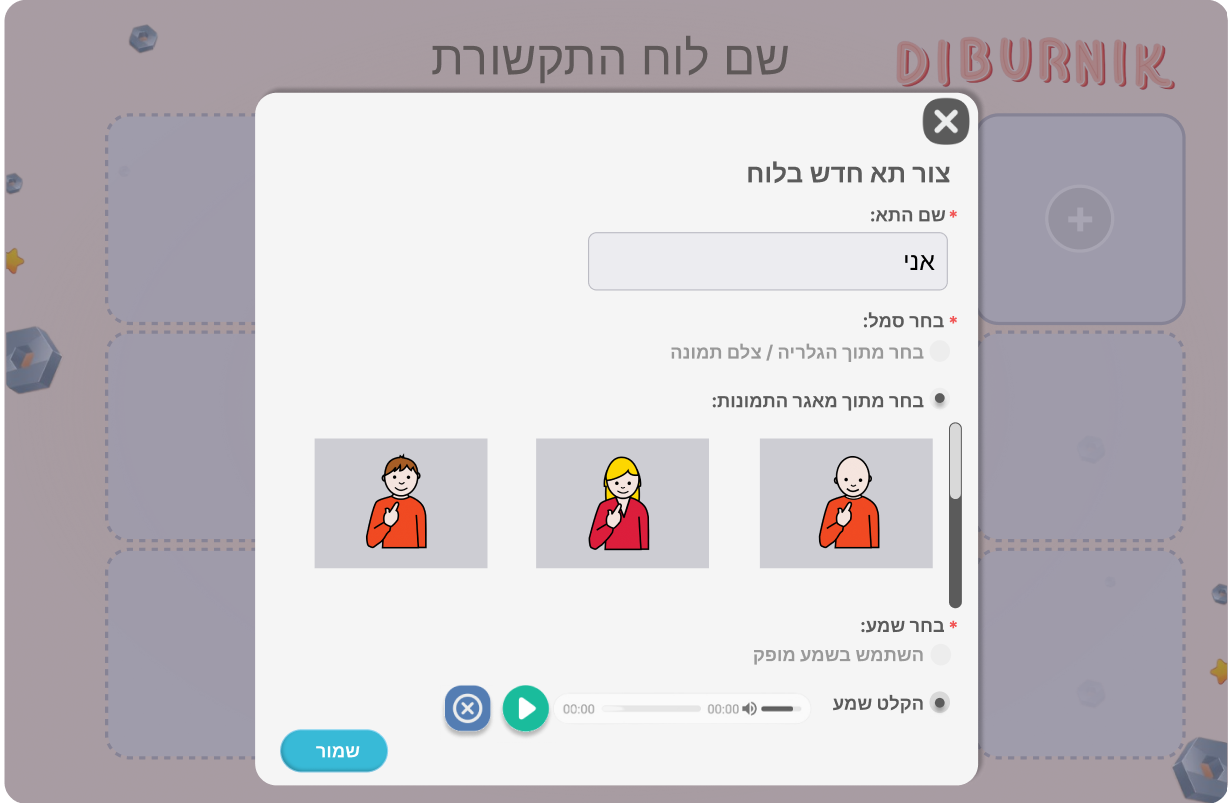 DIBURNIK
שם לוח התקשורת
צור תא חדש בלוח
* שם התא:
אני
* בחר סמל:
בחר מתוך הגלריה / צלם תמונה
בחר מתוך מאגר התמונות:
* בחר שמע:
השתמש בשמע מופק
הקלט שמע
00:00 00:00
שמור